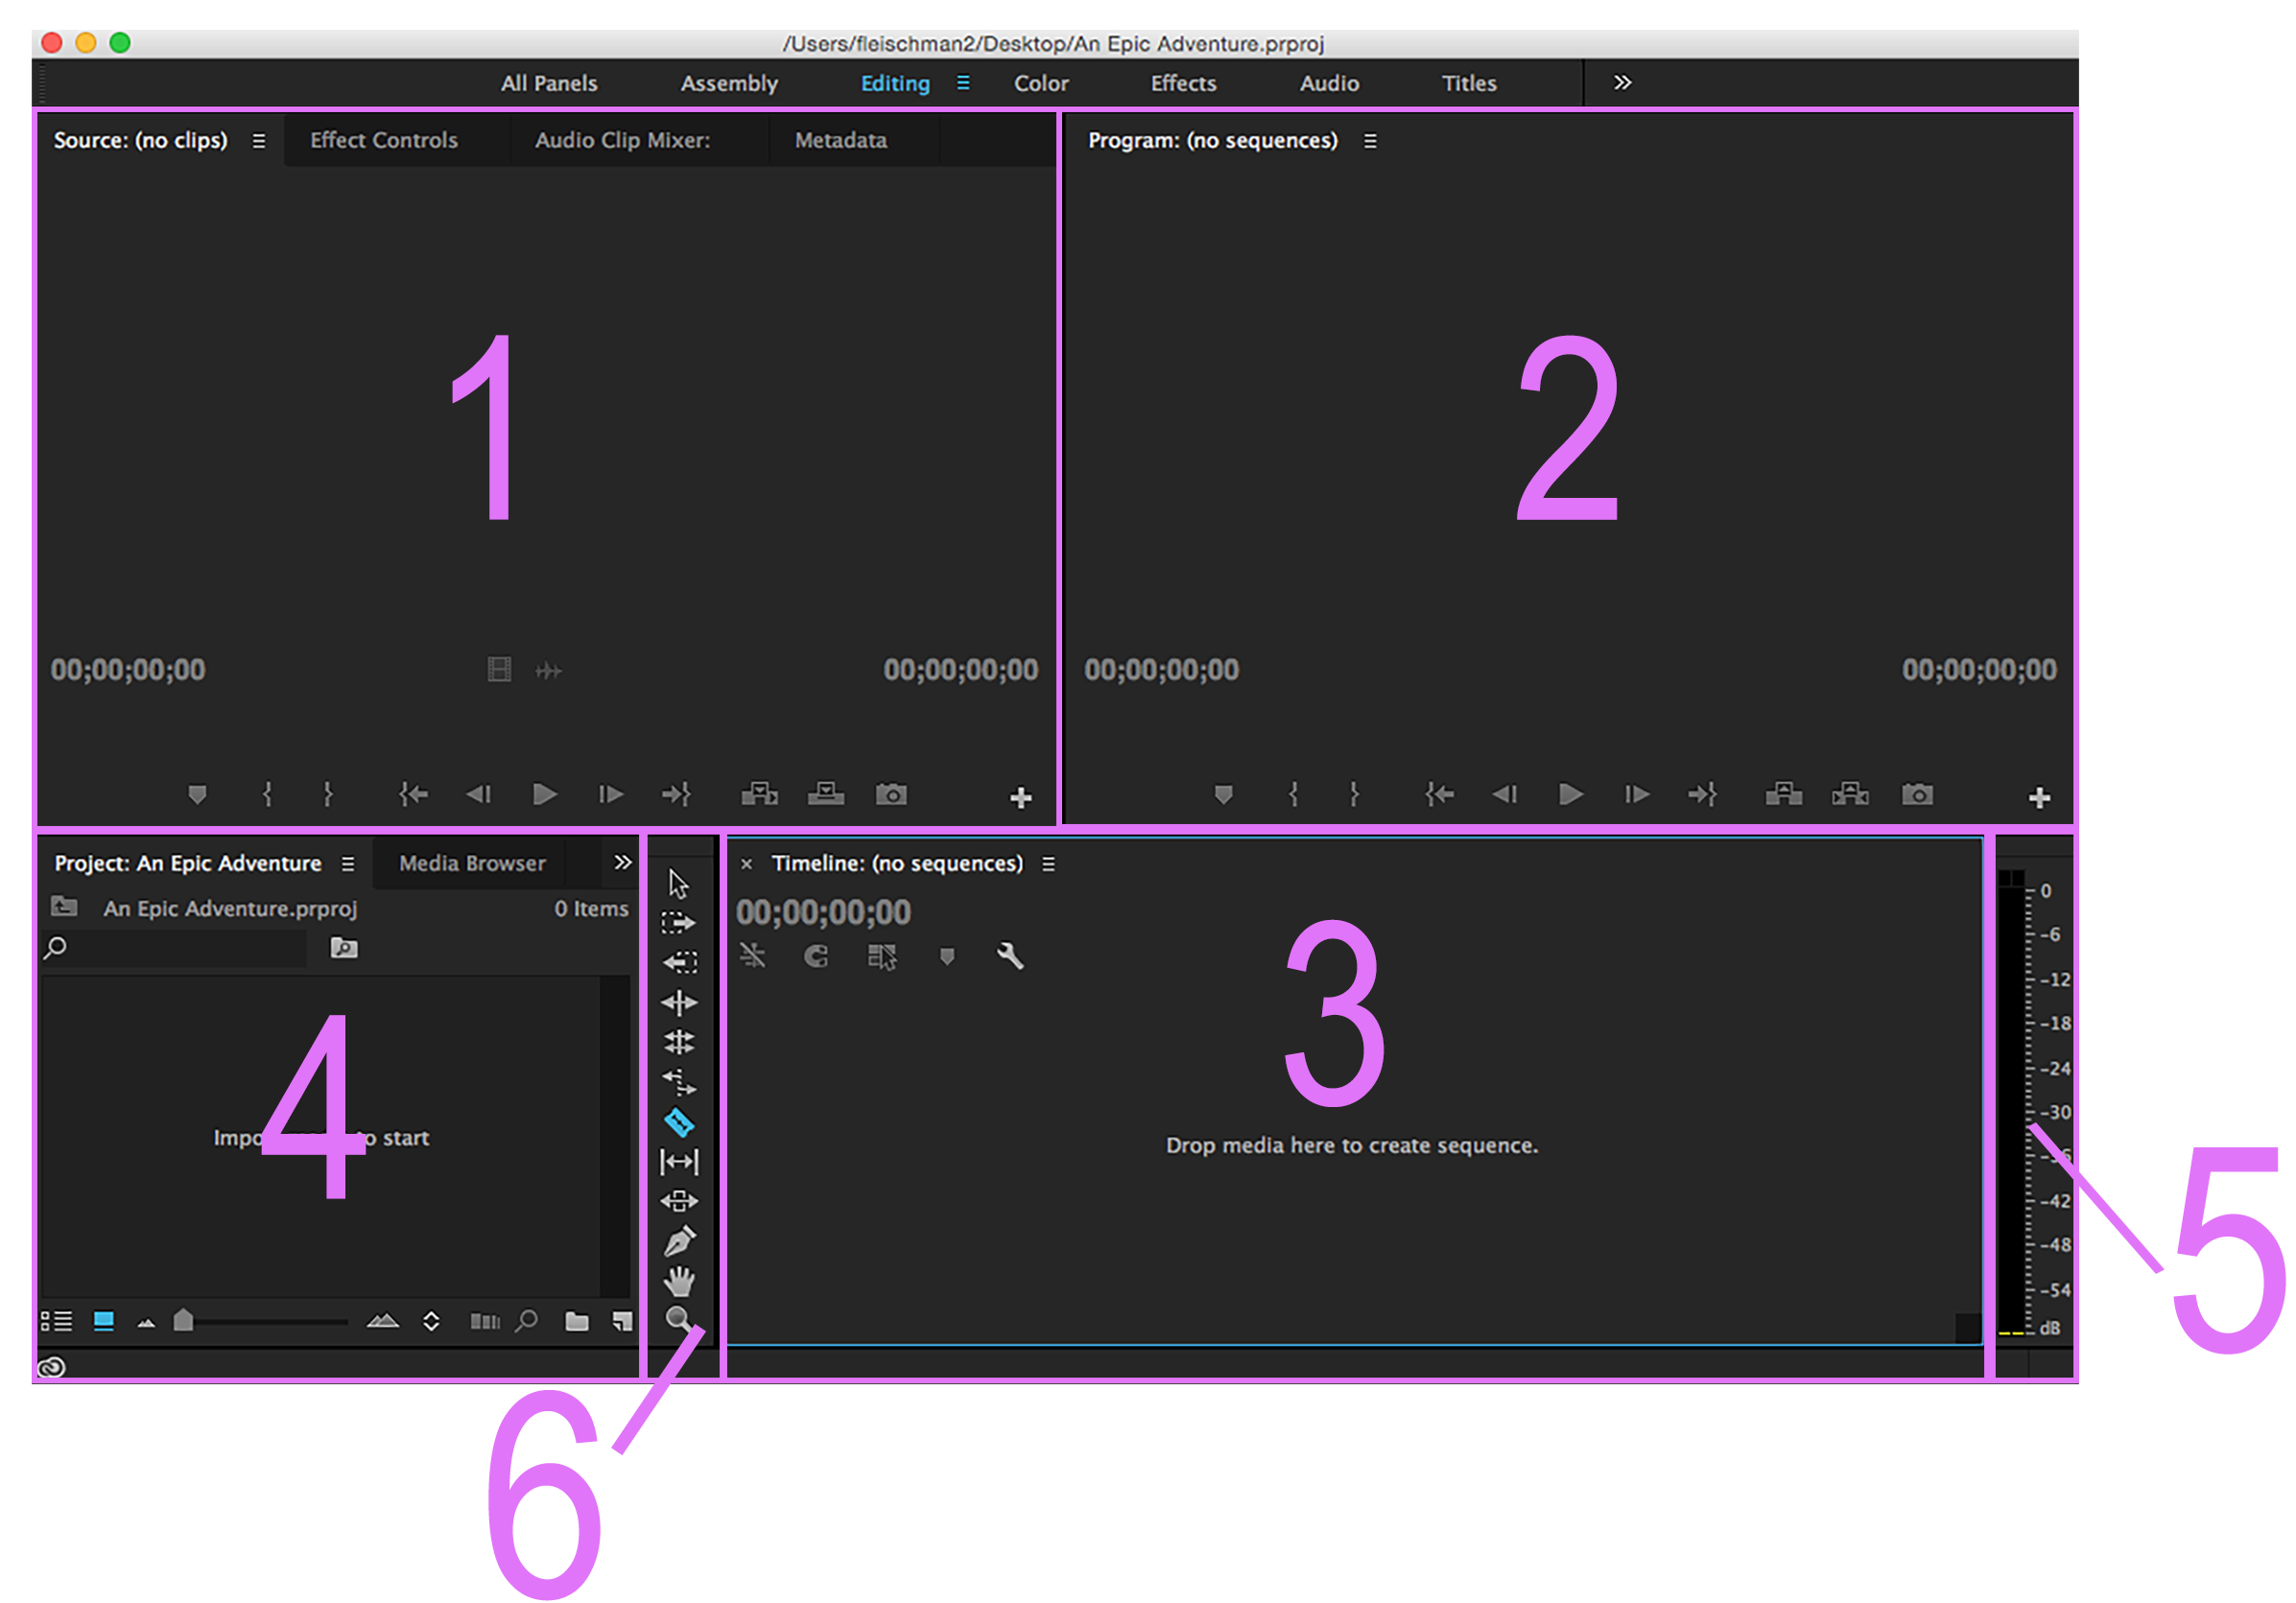 /Users/fleischman2/Desktop/An Epic Adventure.prproj
All Panels Assembly Editing Color Effects Audio Titles
Source: (no clips) Effect Controls Audio Clip Mixer: Metadata
Program: (no sequences)
1
2
00;00;00;00 00;00;00;00
00;00;00;00 00;00;00;00
Project: An Epic Adventure Media Browser
An Epic Adventure.prproj 0 Items
4
to start
Timeline: (no sequences)
00;00;00;00
3
Drop media here to create sequence.
0
-6
-12
-18
-24
-30
-36
-42
-48
-54
dB
5
6